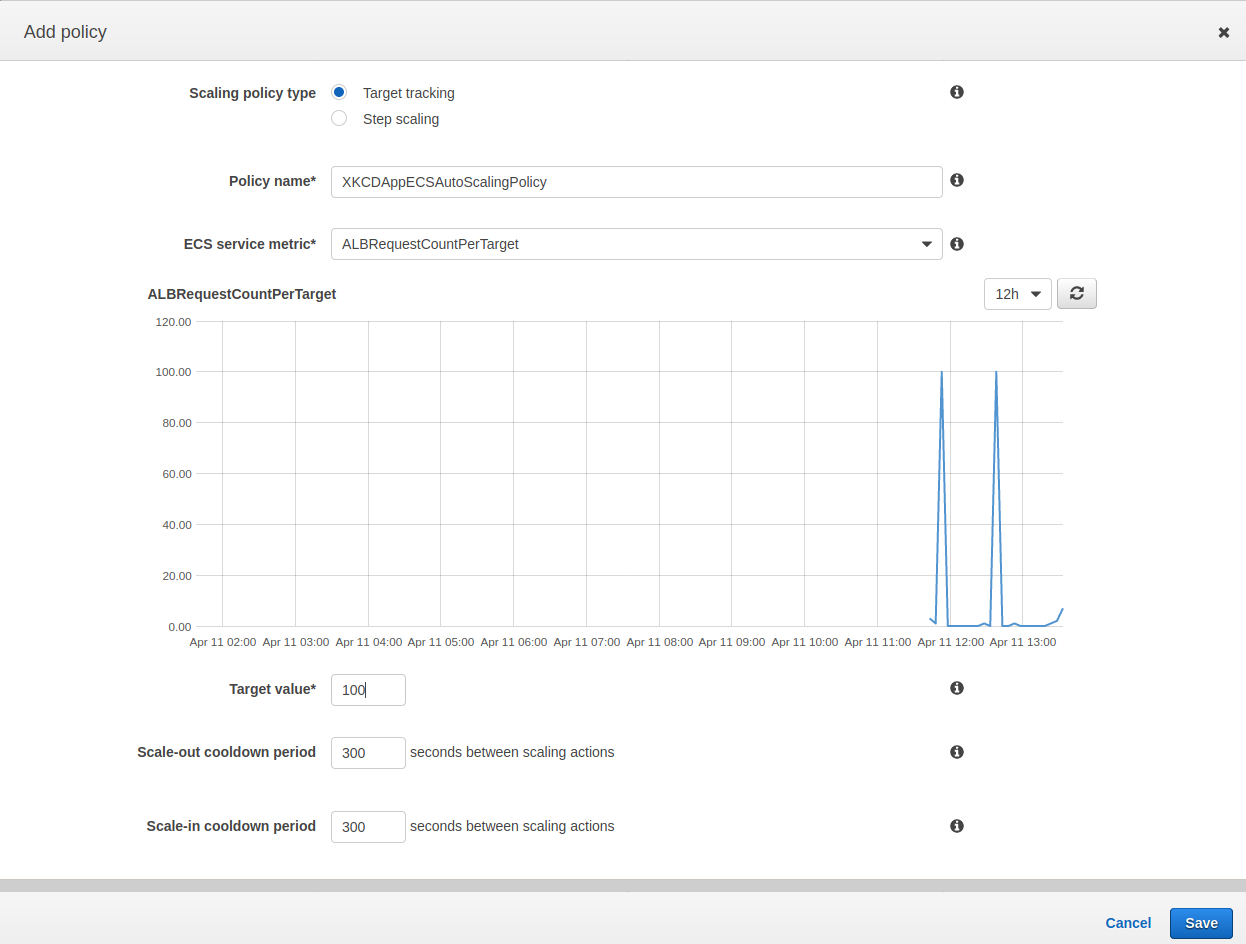 Add policy
Scaling policy type
Target tracking
Step scaling
Policy name*
XKCDAppECSAutoScalingPolicy
ECS service metric*
ALBRequestCountPerTarget
ALBRequestCountPerTarget
12h
120.00
100.00
80.00
60.00
40.00
20.00
0.00
Apr 11 02:00 Apr 11 03:00 Apr 11 04:00 Apr 11 05:00 Apr 11 06:00 Apr 11 07:00 Apr 11 08:00 Apr 11 09:00 Apr 11 10:00 Apr 11 11:00 Apr 11 12:00 Apr 11 13:00
Target value* 100
Scale-out cooldown period 300 seconds between scaling actions
Scale-in cooldown period 300 seconds between scaling actions
Cancel Save